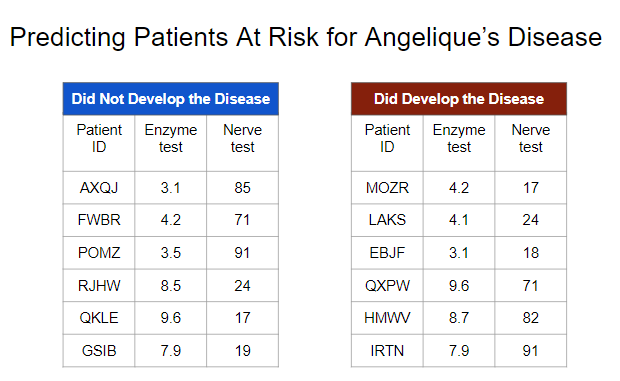 Predicting Patients At Risk for Angelique's Disease
Did Not Develop the Disease
Patient ID Enzyme test Nerve test
AXQJ 3.1 85
FWBR 4.2 71
POMZ 3.5 91
RJHW 8.5 24
QKLE 9.6 17
GSIB 7.9 19
Did Develop the Disease
Patient ID Enzyme test Nerve test
MOZR 4.2 17
LAKS 4.1 24
EBJF 3.1 18
QXPW 9.6 71
HMWV 8.7 82
IRTN 7.9 91